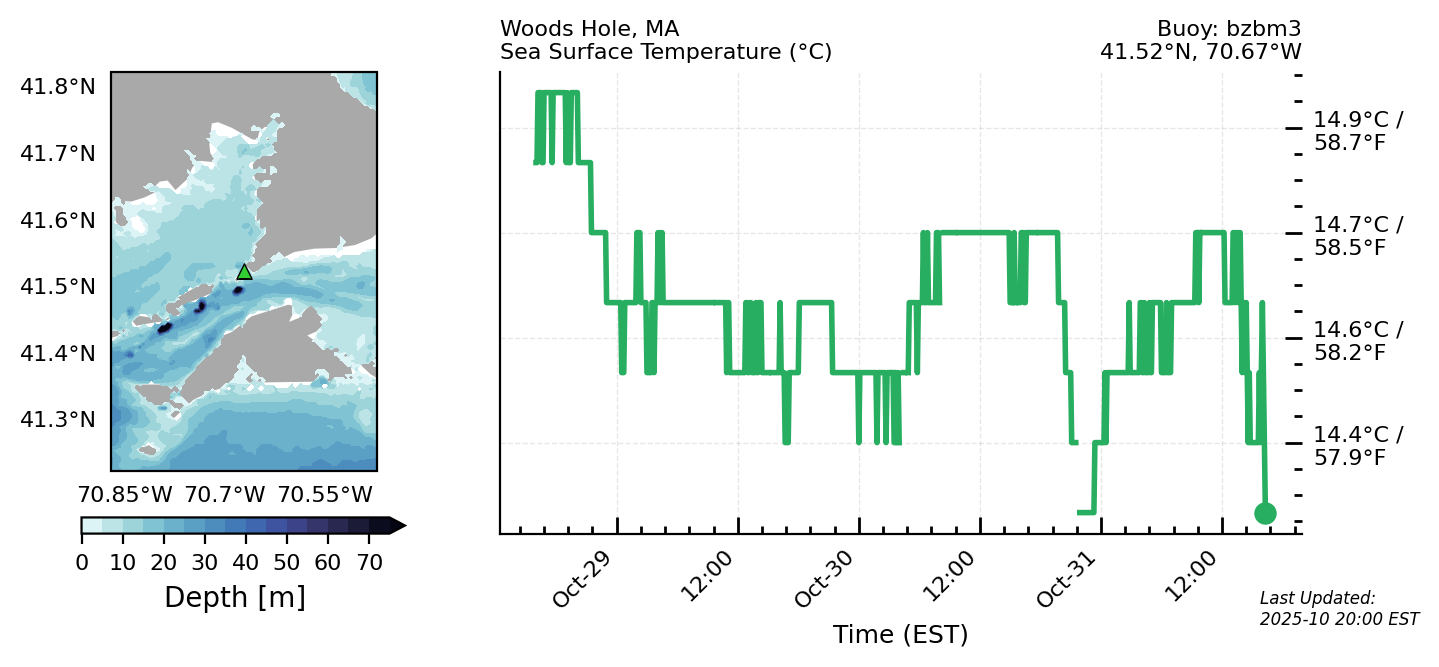 Woods Hole, MA
Sea Surface Temperature (°C)
Buoy: bzbm3
41.52°N, 70.67°W
41.8°N
41.7°N
41.6°N
41.5°N
41.4°N
41.3°N
70.85°W 70.7°W 70.55°W
0 10 20 30 40 50 60 70
Depth [m]
14.9°C /
58.7°F
14.7°C /
58.5°F
14.6°C /
58.2°F
14.4°C /
57.9°F
Oct-29 12:00 Oct-30 12:00 Oct-31 12:00
Time (EST)
Last Updated:
2025-10 20:00 EST